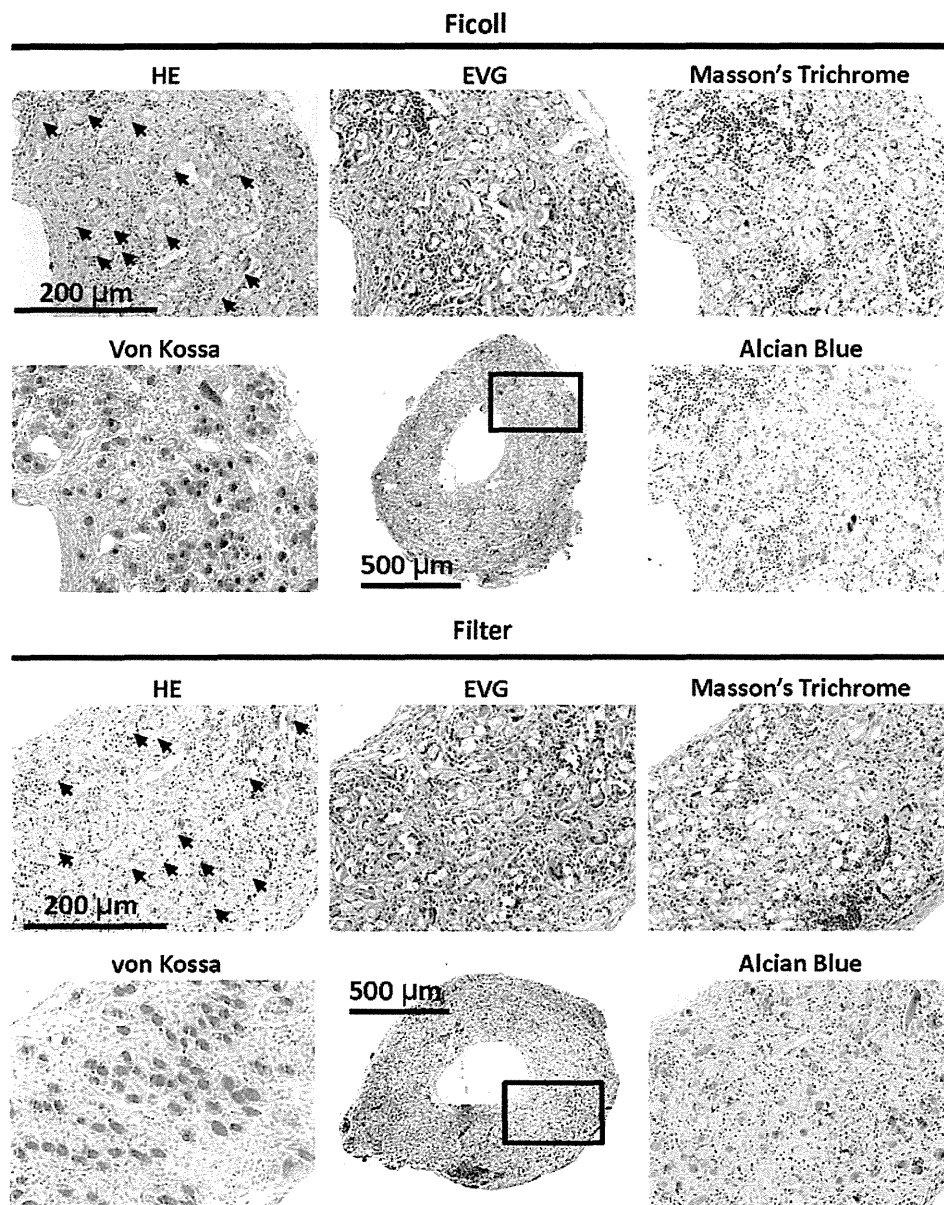 Ficoll
HE
EVG
Masson's Trichrome
200 µm
Von Kossa
Alcian Blue
500 µm
Filter
HE
EVG
Masson's Trichrome
200 µm
von Kossa
500 µm
Alcian Blue